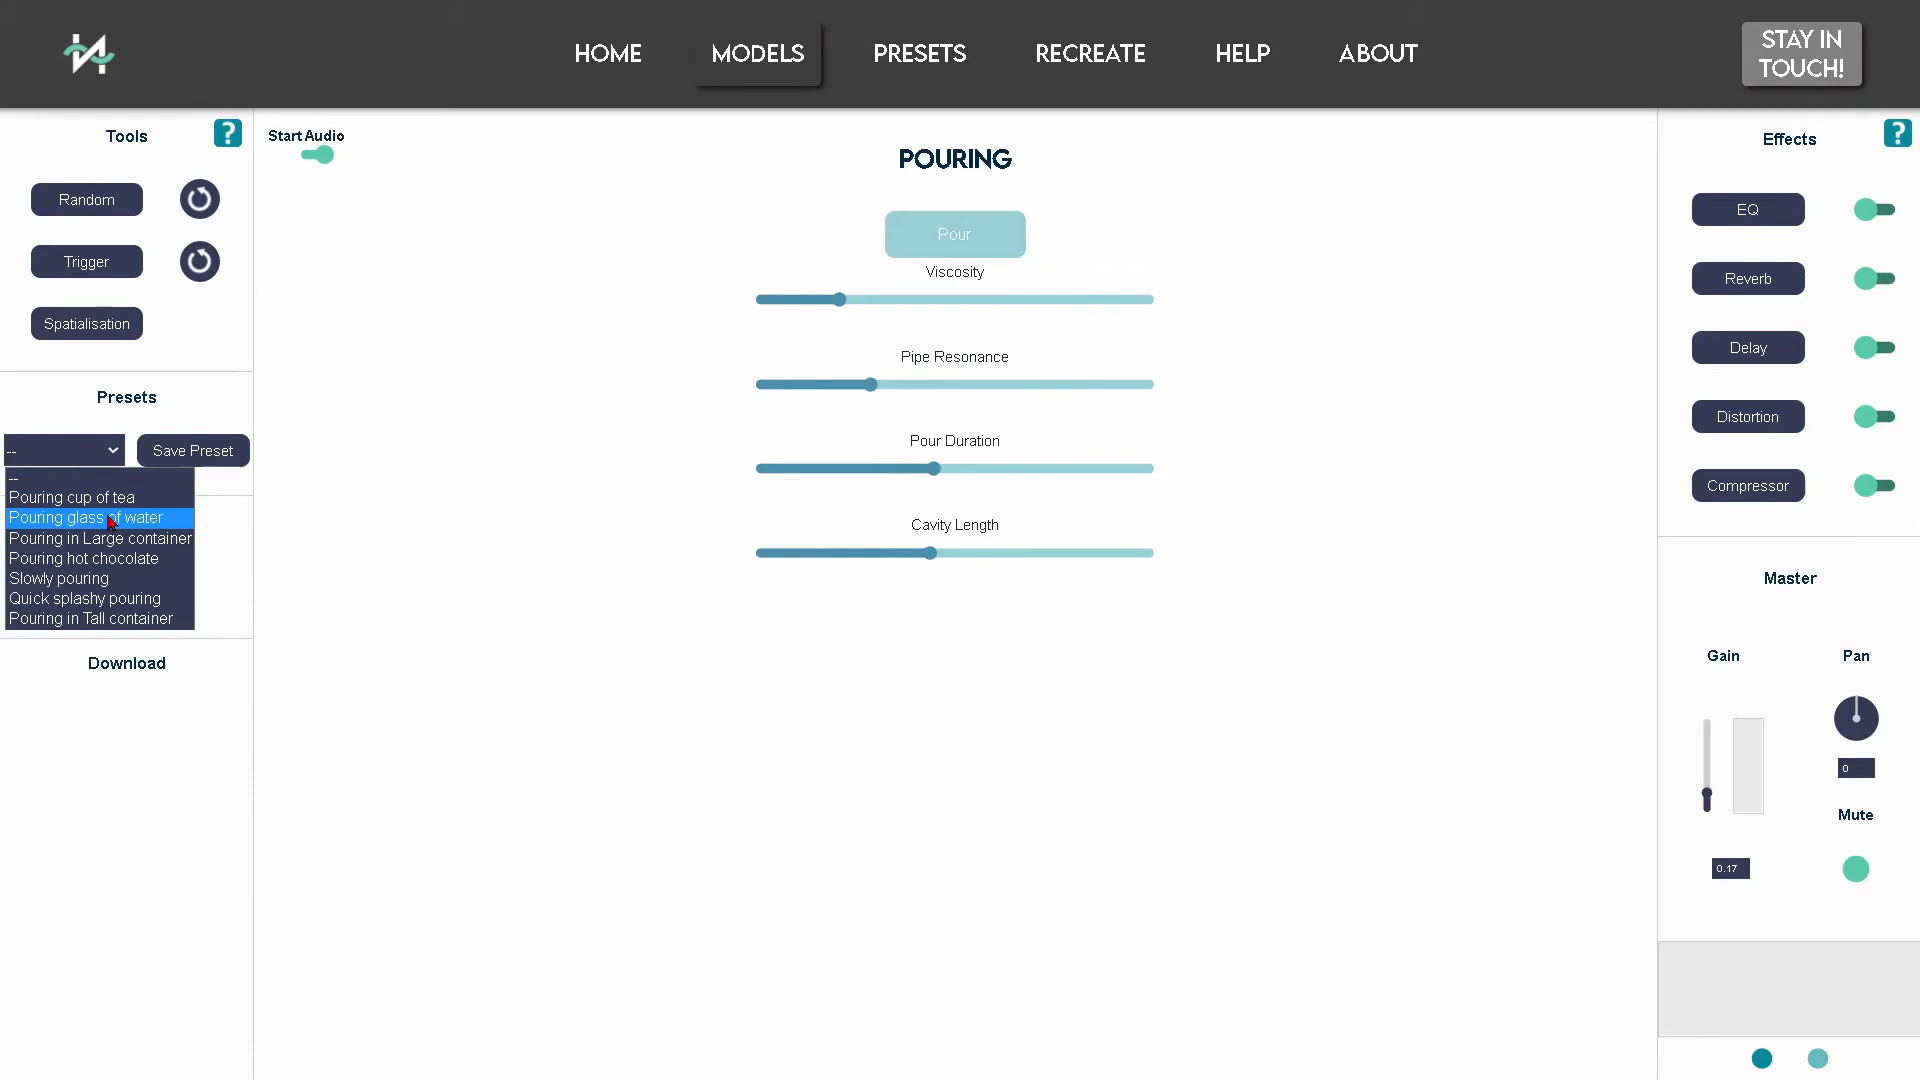 HOME
MODELS
PRESETS
RECREATE
HELP
ABOUT
STAY IN
TOUCH!
Tools
?
Random
Trigger
Spatialisation
Presets
--
Save Preset
--
Pouring cup of tea
Pouring glass of water
Pouring in Large container
Pouring hot chocolate
Slowly pouring
Quick splashy pouring
Pouring in Tall container
Download
Start Audio
POURING
Pour
Viscosity
Pipe Resonance
Pour Duration
Cavity Length
Effects
?
EQ
Reverb
Delay
Distortion
Compressor
Master
Gain
Pan
0
Mute
0.17